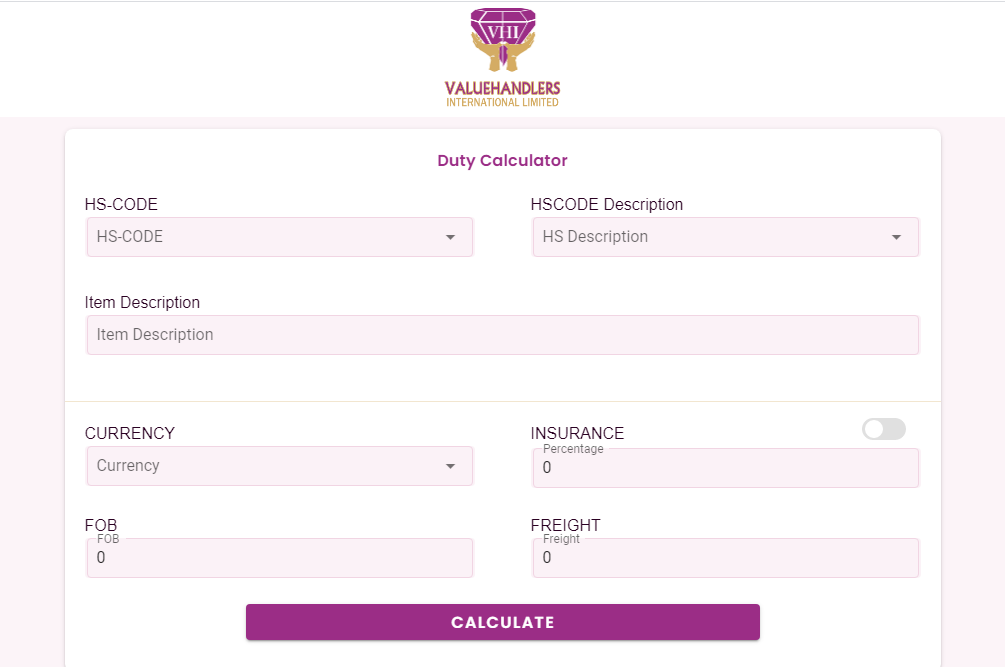 VHI
VALUEHANDLERS
INTERNATIONAL LIMITED
Duty Calculator
HS-CODE
HS-CODE
HSCODE Description
HS Description
Item Description
Item Description
CURRENCY
Currency
INSURANCE
Percentage
0
FOB
FOB
0
FREIGHT
Freight
0
CALCULATE